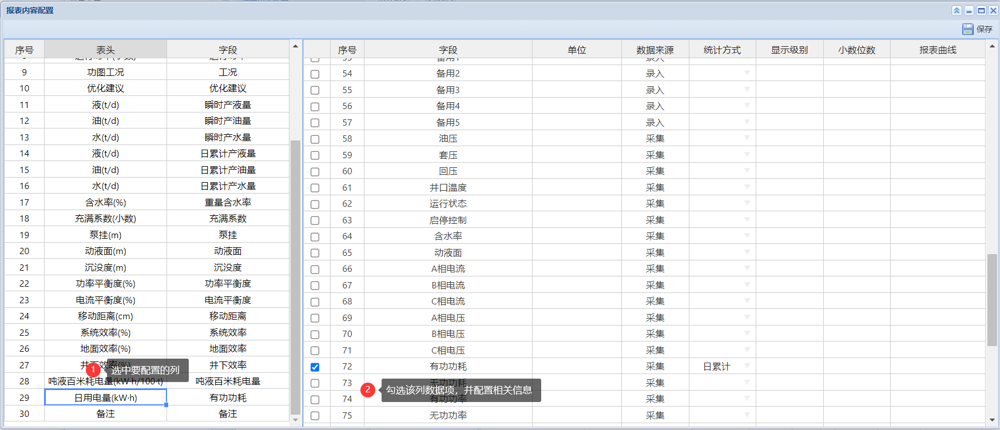 报表内容配置
保存
序号 表头 字段
9 功图工况 工况
10 优化建议 优化建议
11 液(t/d) 瞬时产液量
12 油(t/d) 瞬时产油量
13 水(t/d) 瞬时产水量
14 液(t/d) 日累计产液量
15 油(t/d) 日累计产油量
16 水(t/d) 日累计产水量
17 含水率(%) 重量含水率
18 充满系数(小数) 充满系数
19 泵挂(m) 泵挂
20 动液面(m) 动液面
21 沉没度(m) 沉没度
22 功率平衡度(%) 功率平衡度
23 电流平衡度(%) 电流平衡度
24 移动距离(cm) 移动距离
25 系统效率(%) 系统效率
26 地面效率(%) 地面效率
27 井下效率(%) 井下效率
1 选中要配置的列
28 吨液百米耗电量(kW·h/100·t) 吨液百米耗电量
29 日用电量(kW·h) 有功功耗
30 备注 备注
序号 字段 单位 数据来源 统计方式 显示级别 小数位数 报表曲线
54 备用2 录入
55 备用3 录入
56 备用4 录入
57 备用5 录入
58 油压 采集
59 套压 采集
60 回压 采集
61 井口温度 采集
62 运行状态 采集
63 启停控制 采集
64 含水率 采集
65 动液面 采集
66 A相电流 采集
67 B相电流 采集
68 C相电流 采集
69 A相电压 采集
70 B相电压 采集
71 C相电压 采集
72 有功功耗 采集 日累计
73 无功功耗 采集
2 勾选该列数据项，并配置相关信息
74 有功功率 采集
75 无功功率 采集